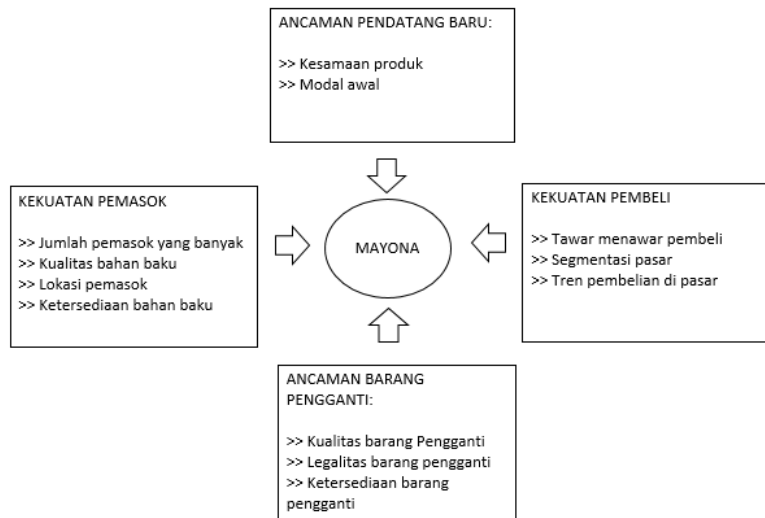 ANCAMAN PENDATANG BARU:
>> Kesamaan produk
>> Modal awal
KEKUATAN PEMASOK
>> Jumlah pemasok yang banyak
>> Kualitas bahan baku
>> Lokasi pemasok
>> Ketersediaan bahan baku
MAYONA
KEKUATAN PEMBELI
>> Tawar menawar pembeli
>> Segmentasi pasar
>> Tren pembelian di pasar
ANCAMAN BARANG
PENGGANTI:
>> Kualitas barang Pengganti
>> Legalitas barang pengganti
>> Ketersediaan barang
pengganti